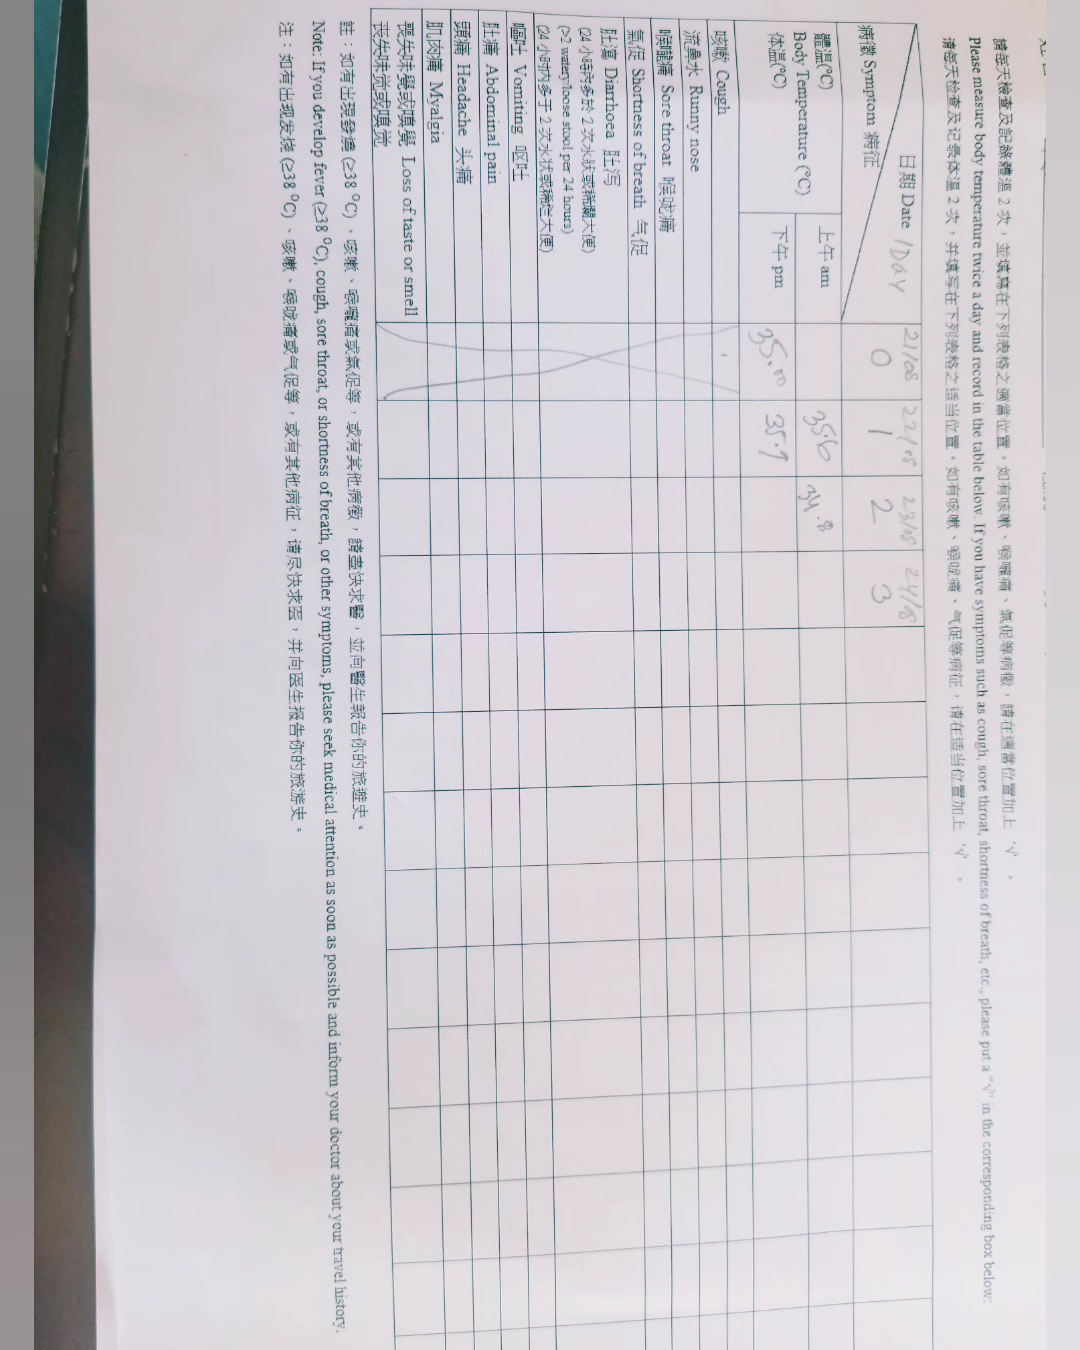 請每天檢查及記錄體溫 2 次，並填寫在下列表格之適當位置。如有咳嗽、喉嚨痛、氣促等病徵，請在適當位置加上 '√' 。
Please measure body temperature twice a day and record in the table below. If you have symptoms such as cough, sore throat, shortness of breath, etc., please put a "√" in the corresponding box below:
请每天检查及记录体温 2 次，并填写在下列表格之适当位置。如有咳嗽、喉咙痛、气促等病征，请在适当位置加上 '√' 。
日期 Date /Day
21/08 22/08 23/08 24/08
病徵 Symptom 病征
0 1 2 3
體溫(°C)
Body Temperature (°C)
体温(°C)
上午 am 35.6 34.8
下午 pm 35.00 35.9
咳嗽 Cough
流鼻水 Runny nose
喉嚨痛 Sore throat 喉咙痛
氣促 Shortness of breath 气促
肚瀉 Diarrhoea 肚泻
(24 小時內多於 2 次水狀或稀爛大便)
(>2 watery/loose stool per 24 hours)
(24 小时内多于 2 次水状或稀烂大便)
嘔吐 Vomiting 呕吐
肚痛 Abdominal pain
頭痛 Headache 头痛
肌肉痛 Myalgia
喪失味覺或嗅覺 Loss of taste or smell
丧失味觉或嗅觉
註：如有出現發燒 (≥38 °C)、咳嗽、喉嚨痛或氣促等，或有其他病徵，請盡快求醫，並向醫生報告你的旅遊史。
Note: If you develop fever (≥38 °C), cough, sore throat, or shortness of breath, or other symptoms, please seek medical attention as soon as possible and inform your doctor about your travel history.
注：如有出现发烧 (≥38 °C)、咳嗽、喉咙痛或气促等，或有其他病征，请尽快求医，并向医生报告你的旅游史。